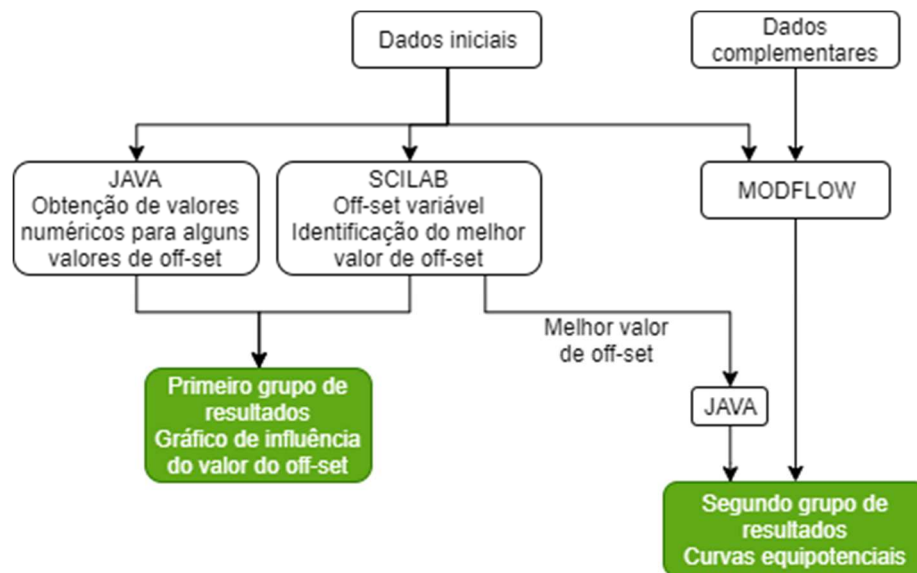 Dados iniciais
Dados
complementares
JAVA
Obtenção de valores
numéricos para alguns
valores de off-set
SCILAB
Off-set variável
Identificação do melhor
valor de off-set
MODFLOW
Melhor valor
de off-set
Primeiro grupo de
resultados
Gráfico de influência
do valor do off-set
JAVA
Segundo grupo de
resultados
Curvas equipotenciais